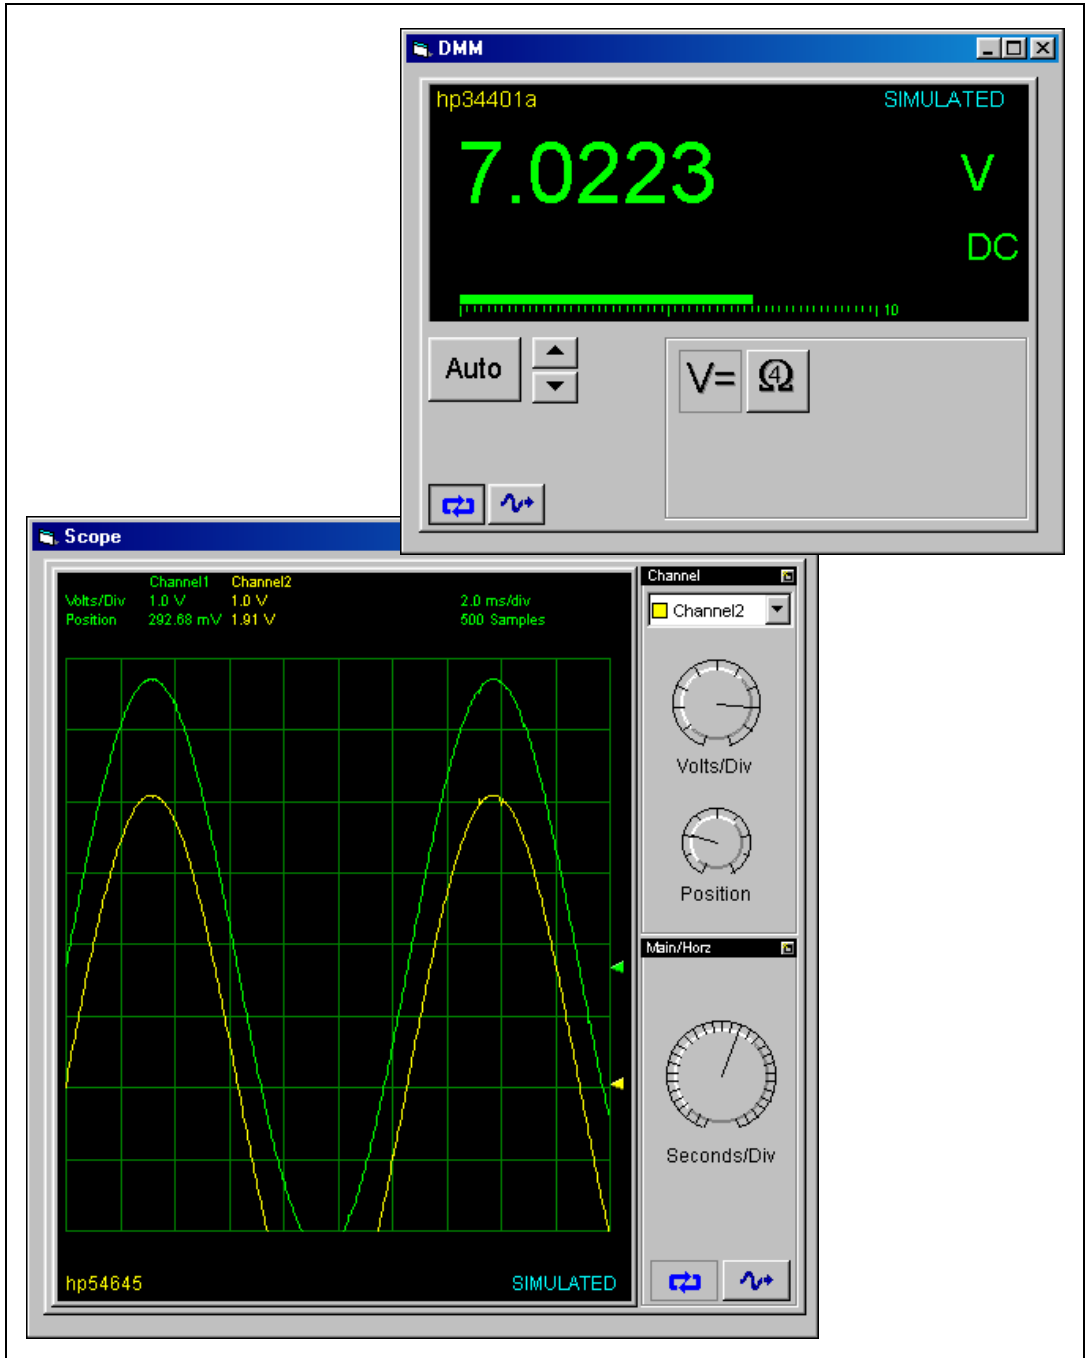 DMM
hp34401a SIMULATED
7.0223 V
DC
10
Auto
V= 4Ω
Scope
Channel1 Channel2
Volts/Div 1.0 V 1.0 V 2.0 ms/div
Position 292.68 mV 1.91 V 500 Samples
Channel
Channel2
Volts/Div
Position
Main/Horz
Seconds/Div
hp54645 SIMULATED